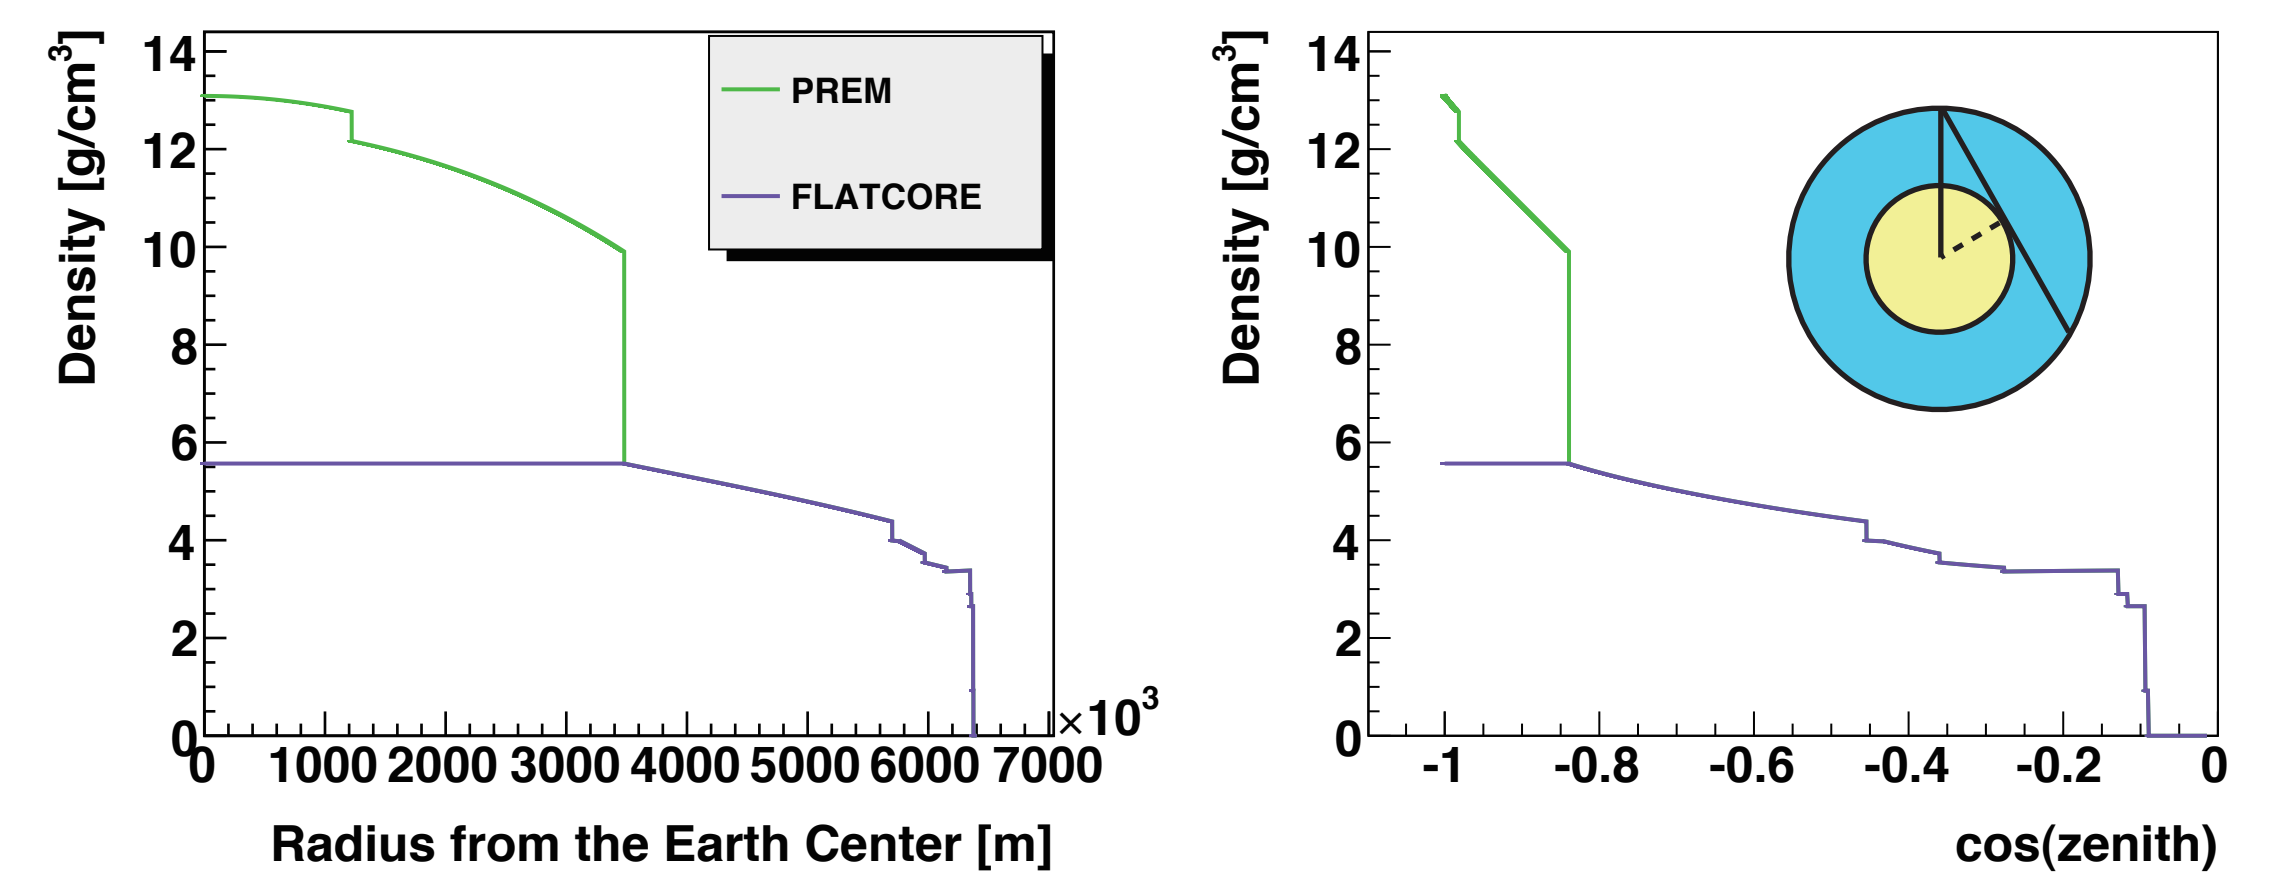 Density [g/cm³]
14
12
10
8
6
4
2
0
PREM
FLATCORE
0 1000 2000 3000 4000 5000 6000 7000
×10³
Radius from the Earth Center [m]
Density [g/cm³]
14
12
10
8
6
4
2
0
-1 -0.8 -0.6 -0.4 -0.2 0
cos(zenith)